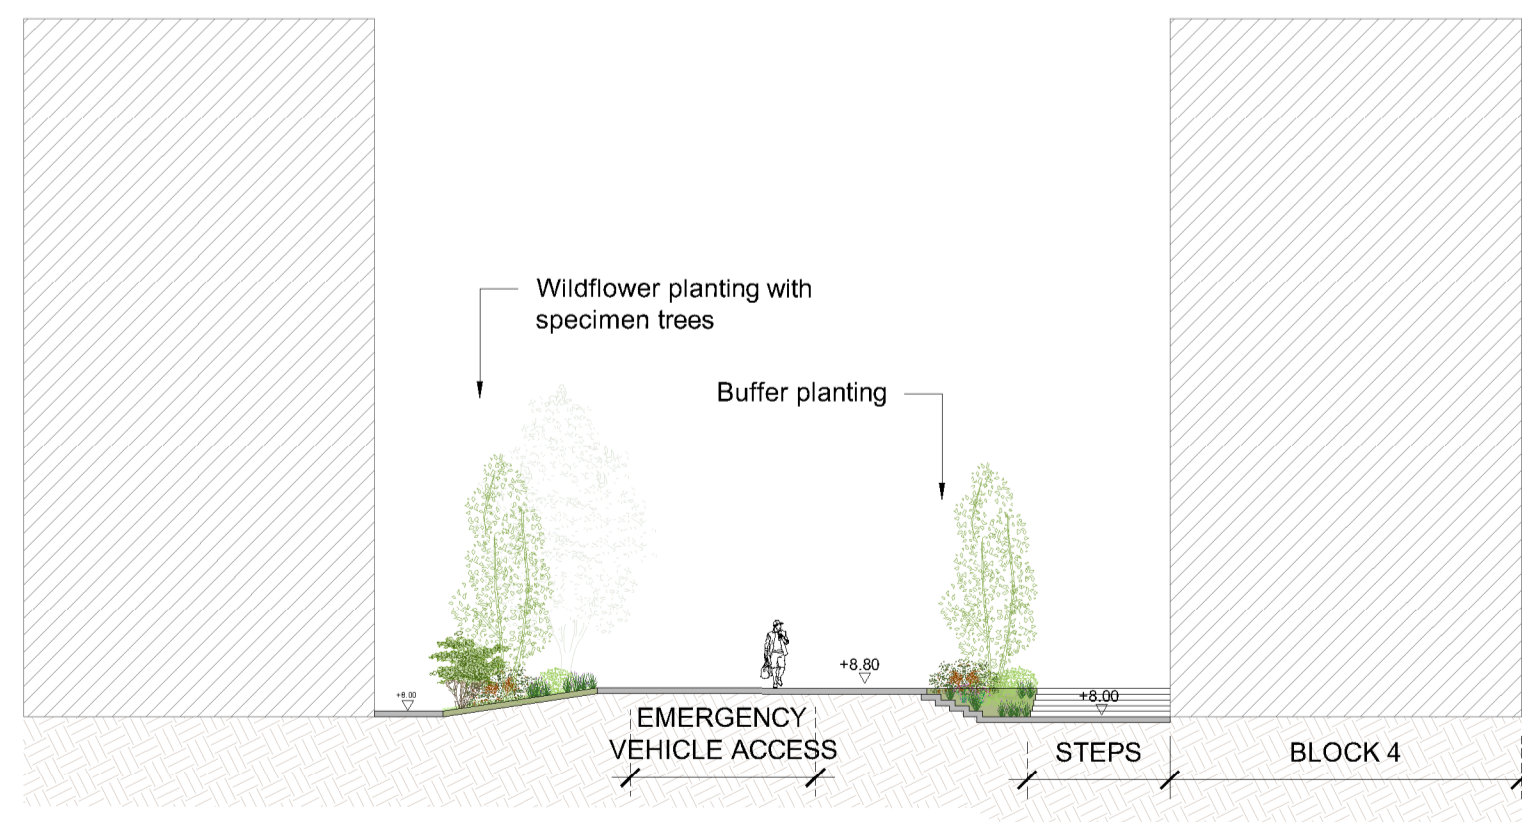 Wildflower planting with
specimen trees
Buffer planting
+8.80
+8.00
+8.00
EMERGENCY
VEHICLE ACCESS
STEPS
BLOCK 4